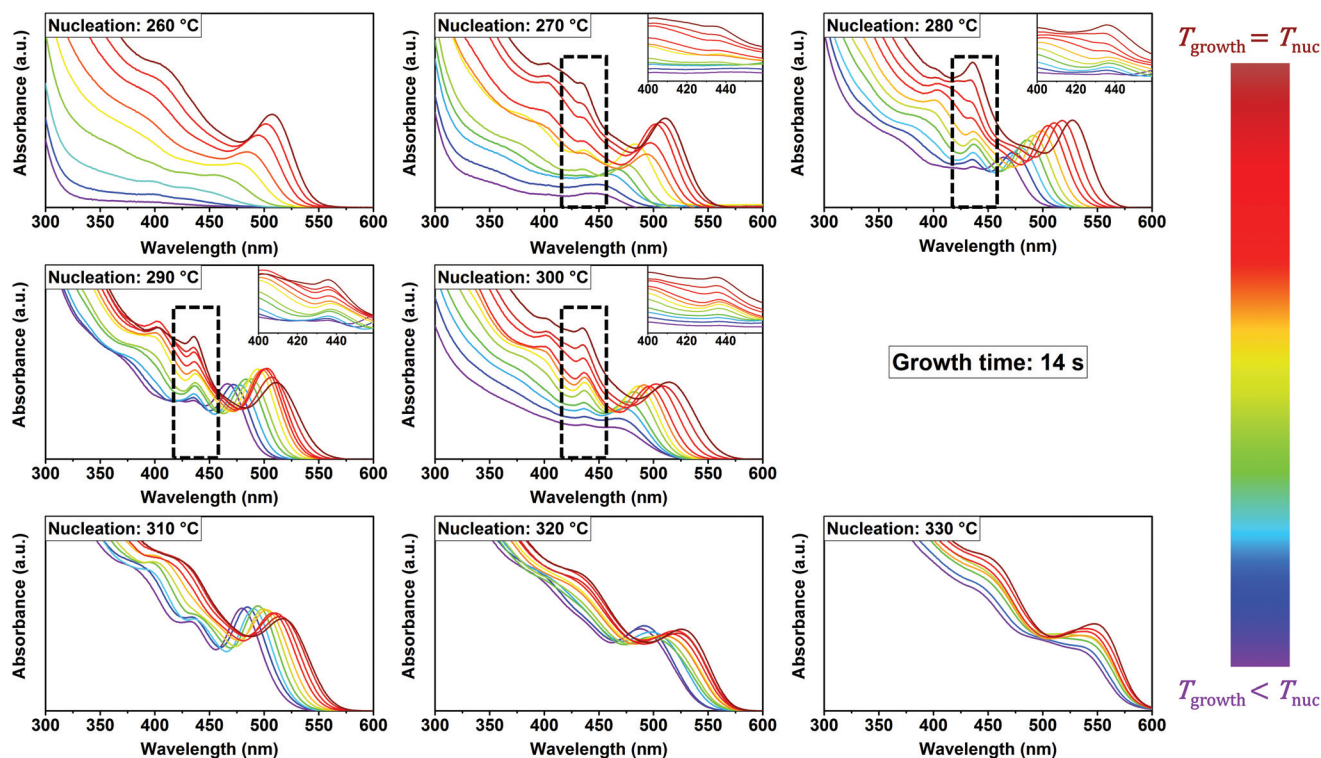 Nucleation: 260 °C
Absorbance (a.u.)
300 350 400 450 500 550 600
Wavelength (nm)
Nucleation: 270 °C
400 420 440
Absorbance (a.u.)
300 350 400 450 500 550 600
Wavelength (nm)
Nucleation: 280 °C
400 420 440
Absorbance (a.u.)
300 350 400 450 500 550 600
Wavelength (nm)
Nucleation: 290 °C
400 420 440
Absorbance (a.u.)
300 350 400 450 500 550 600
Wavelength (nm)
Nucleation: 300 °C
400 420 440
Absorbance (a.u.)
300 350 400 450 500 550 600
Wavelength (nm)
Growth time: 14 s
Nucleation: 310 °C
Absorbance (a.u.)
300 350 400 450 500 550 600
Wavelength (nm)
Nucleation: 320 °C
Absorbance (a.u.)
300 350 400 450 500 550 600
Wavelength (nm)
Nucleation: 330 °C
Absorbance (a.u.)
300 350 400 450 500 550 600
Wavelength (nm)
Tgrowth = Tnuc
Tgrowth < Tnuc